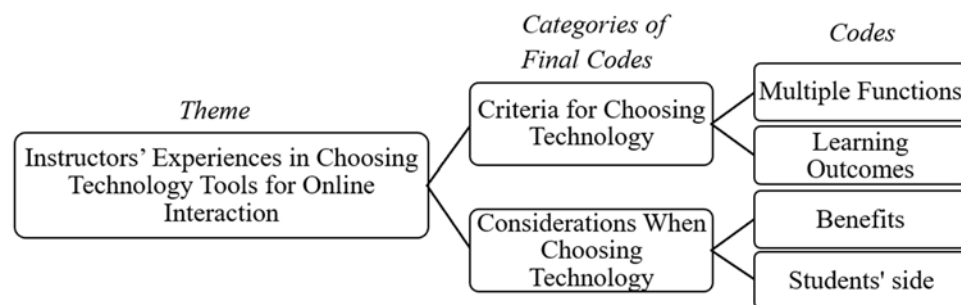 Theme
Instructors’ Experiences in Choosing
Technology Tools for Online
Interaction
Categories of
Final Codes
Criteria for Choosing
Technology
Considerations When
Choosing
Technology
Codes
Multiple Functions
Learning
Outcomes
Benefits
Students' side